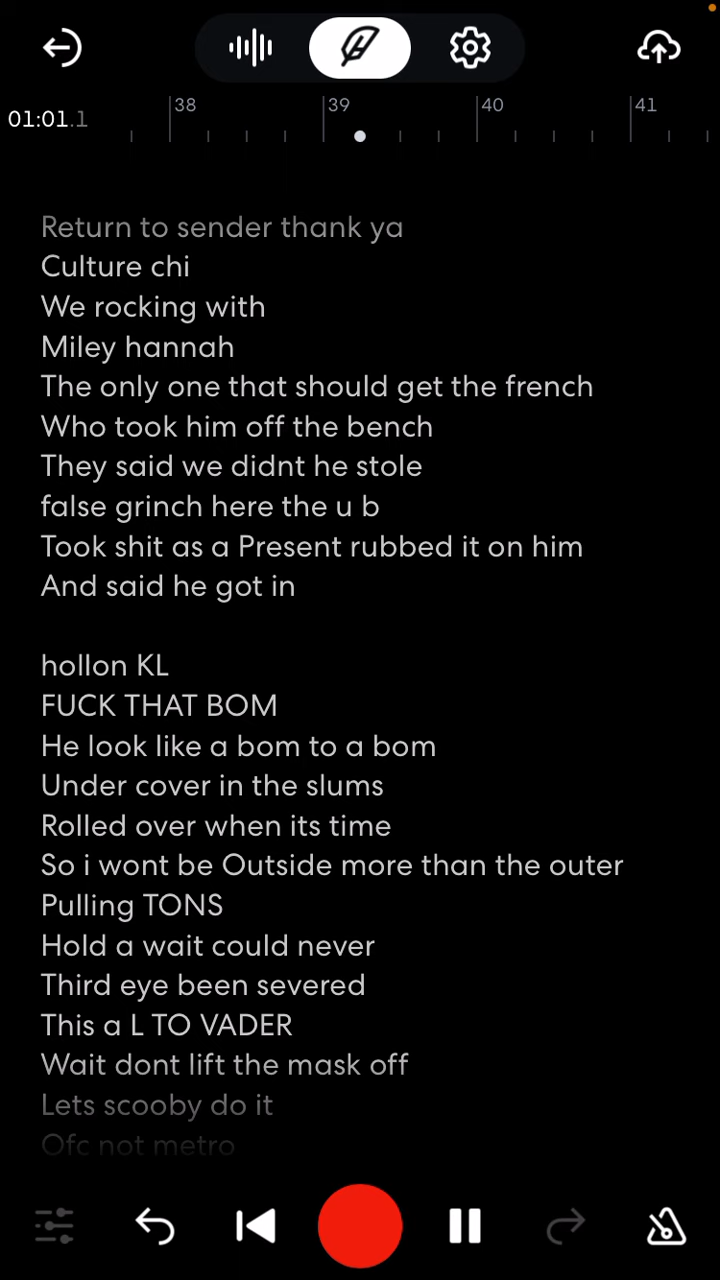 38 39 40 41
01:01.1
Return to sender thank ya
Culture chi
We rocking with
Miley hannah
The only one that should get the french
Who took him off the bench
They said we didnt he stole
false grinch here the u b
Took shit as a Present rubbed it on him
And said he got in
hollon KL
FUCK THAT BOM
He look like a bom to a bom
Under cover in the slums
Rolled over when its time
So i wont be Outside more than the outer
Pulling TONS
Hold a wait could never
Third eye been severed
This a L TO VADER
Wait dont lift the mask off
Lets scooby do it
Ofc not metro